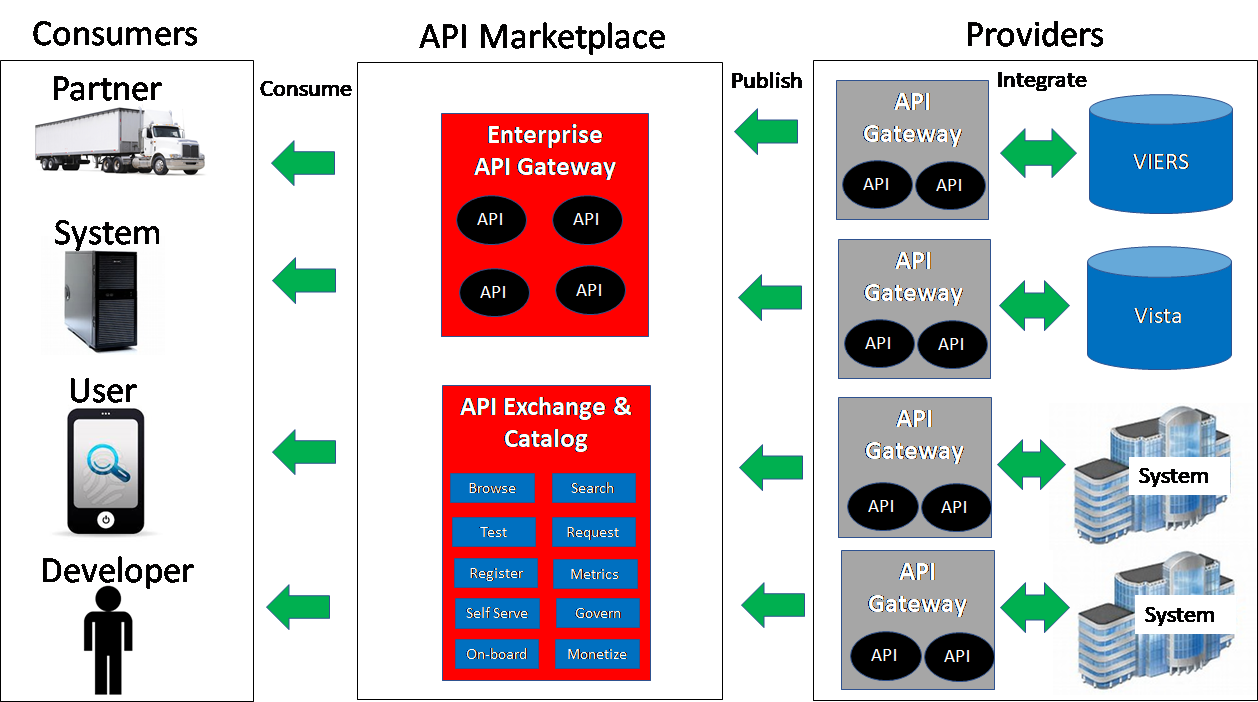 Consumers
Partner
System
User
Developer
Consume
API Marketplace
Enterprise
API Gateway
API
API
API
API
API Exchange &
Catalog
Browse
Search
Test
Request
Register
Metrics
Self Serve
Govern
On-board
Monetize
Publish
Providers
API
Gateway
API
API
Integrate
VIERS
API
Gateway
API
API
Vista
API
Gateway
API
API
System
API
Gateway
API
API
System